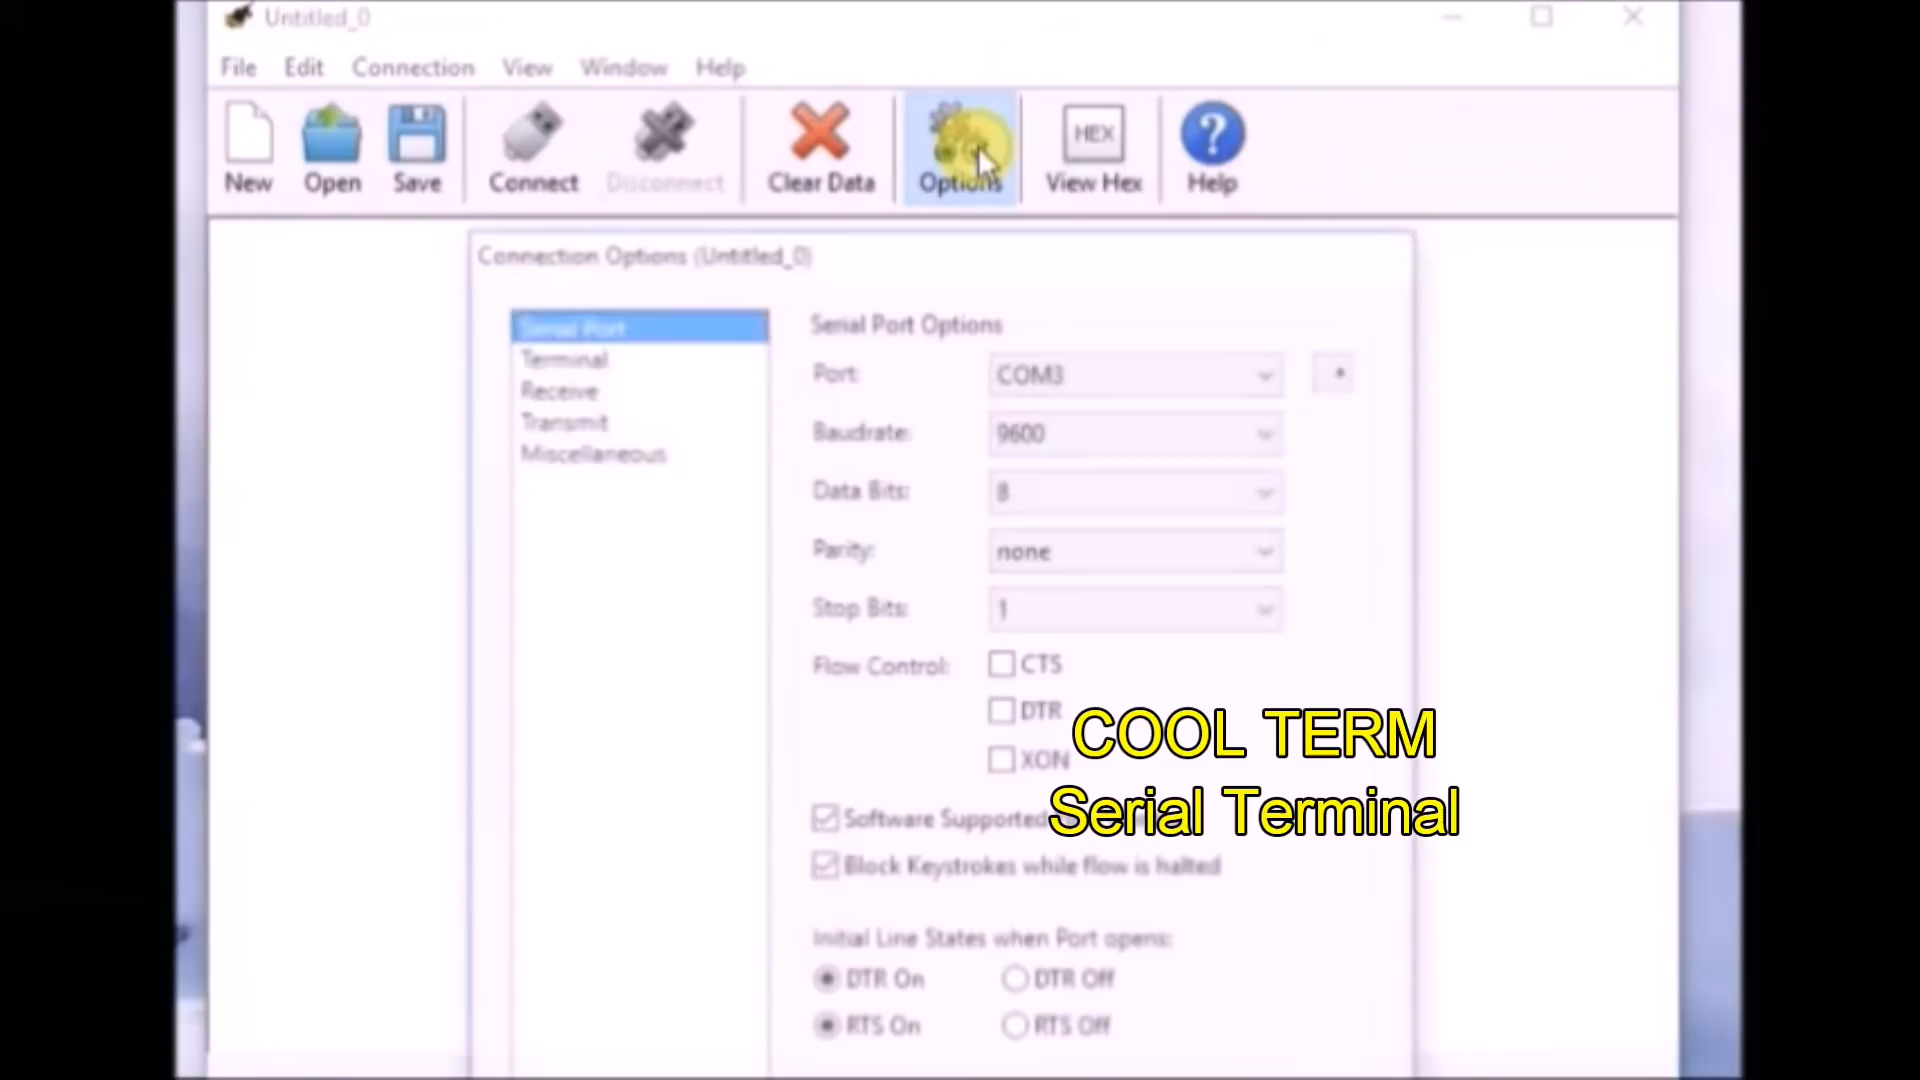 Untitled_0
File Edit Connection View Window Help
New Open Save Connect Disconnect Clear Data Options HEX View Hex ? Help
Connection Options (Untitled_0)
Serial Port
Terminal
Receive
Transmit
Miscellaneous
Serial Port Options
Port: COM3
Baudrate: 9600
Data Bits: 8
Parity: none
Stop Bits: 1
Flow Control: CTS
DTR
XON
COOL TERM
Serial Terminal
Software Supported
Block Keystrokes while flow is halted
Initial Line States when Port opens:
DTR On DTR Off
RTS On RTS Off